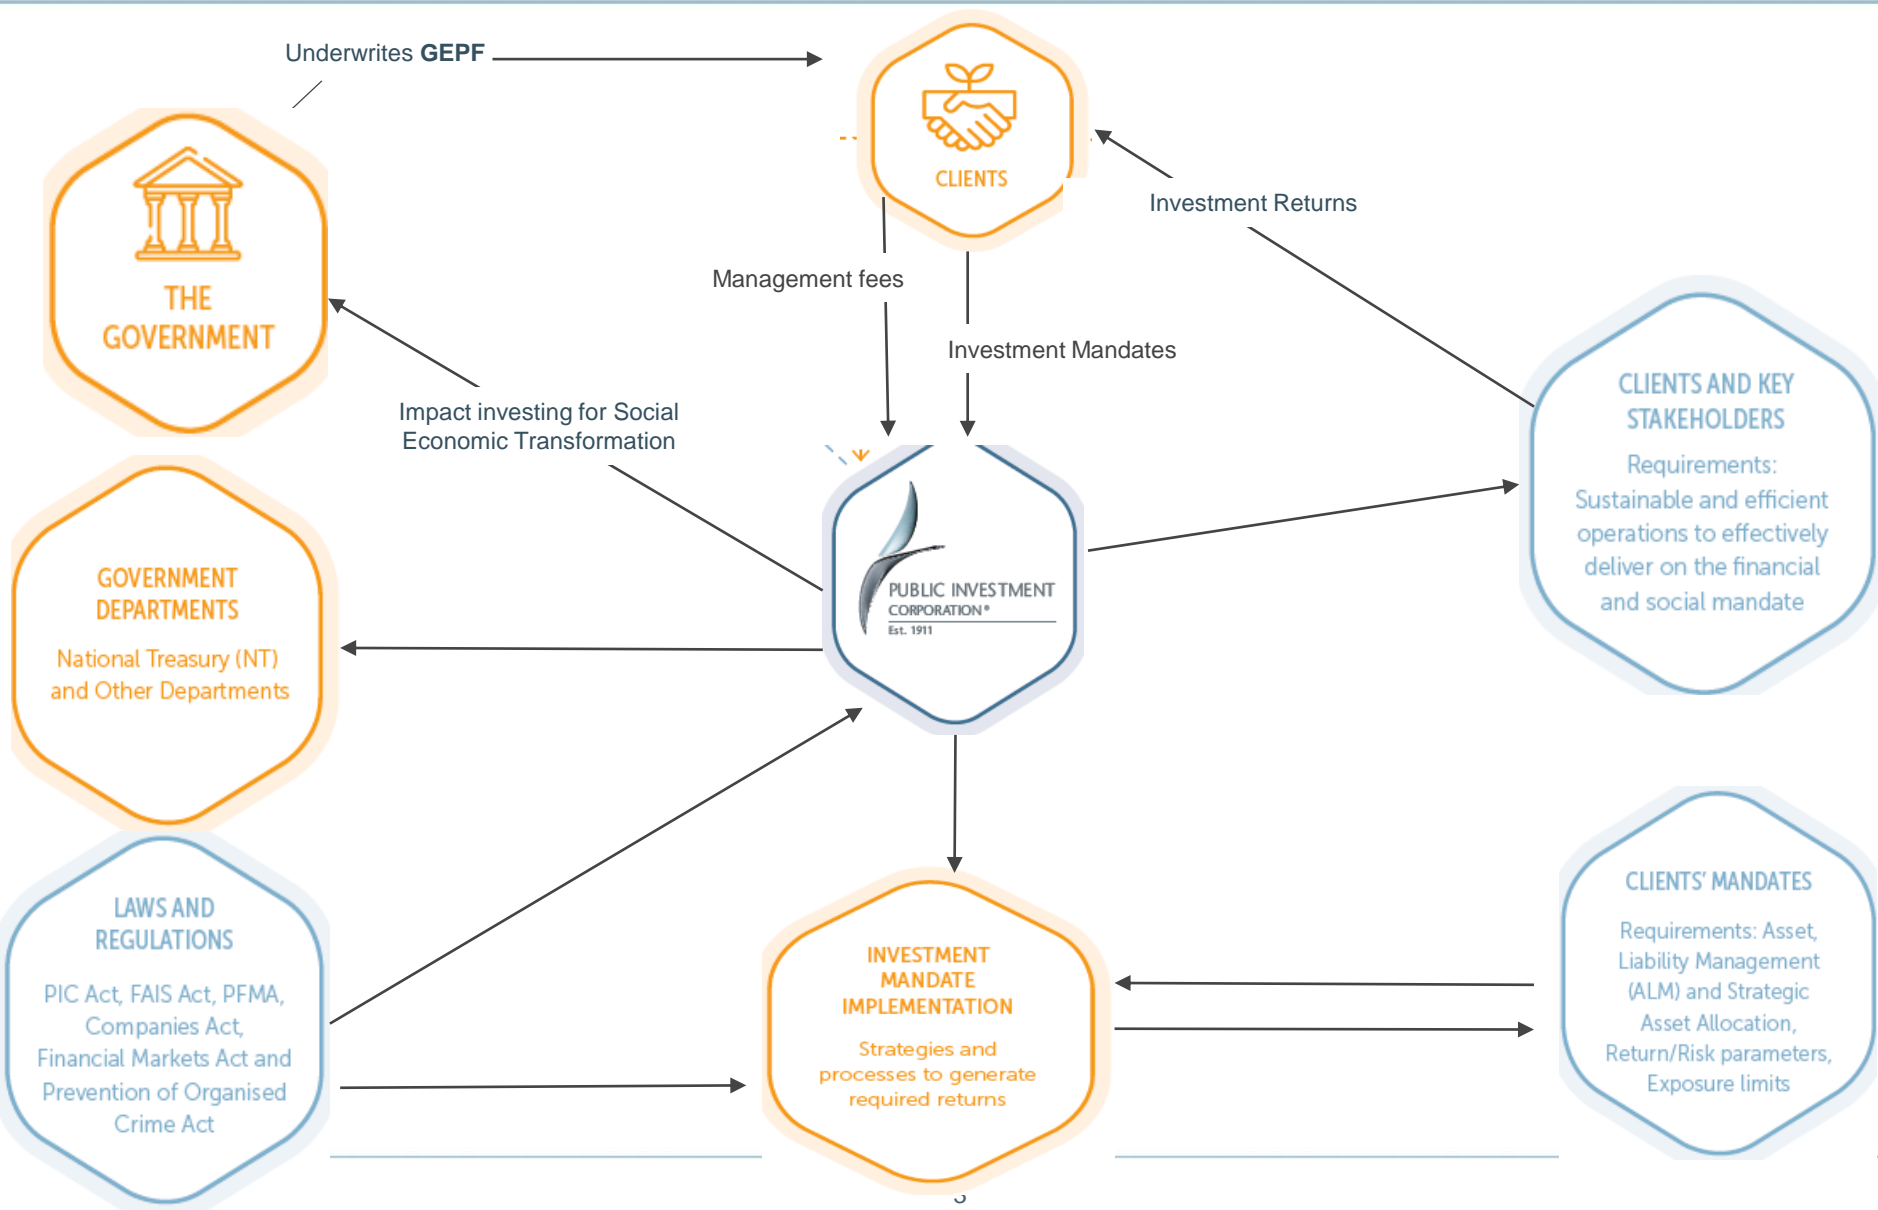 Underwrites GEPF
CLIENTS
THE
GOVERNMENT
Investment Returns
Management fees
Investment Mandates
Impact investing for Social
Economic Transformation
CLIENTS AND KEY
STAKEHOLDERS
Requirements:
Sustainable and efficient
operations to effectively
deliver on the financial
and social mandate
GOVERNMENT
DEPARTMENTS
National Treasury (NT)
and Other Departments
PUBLIC INVESTMENT
CORPORATION®
Est. 1911
LAWS AND
REGULATIONS
PIC Act, FAIS Act, PFMA,
Companies Act,
Financial Markets Act and
Prevention of Organised
Crime Act
INVESTMENT
MANDATE
IMPLEMENTATION
Strategies and
processes to generate
required returns
CLIENTS' MANDATES
Requirements: Asset,
Liability Management
(ALM) and Strategic
Asset Allocation,
Return/Risk parameters,
Exposure limits